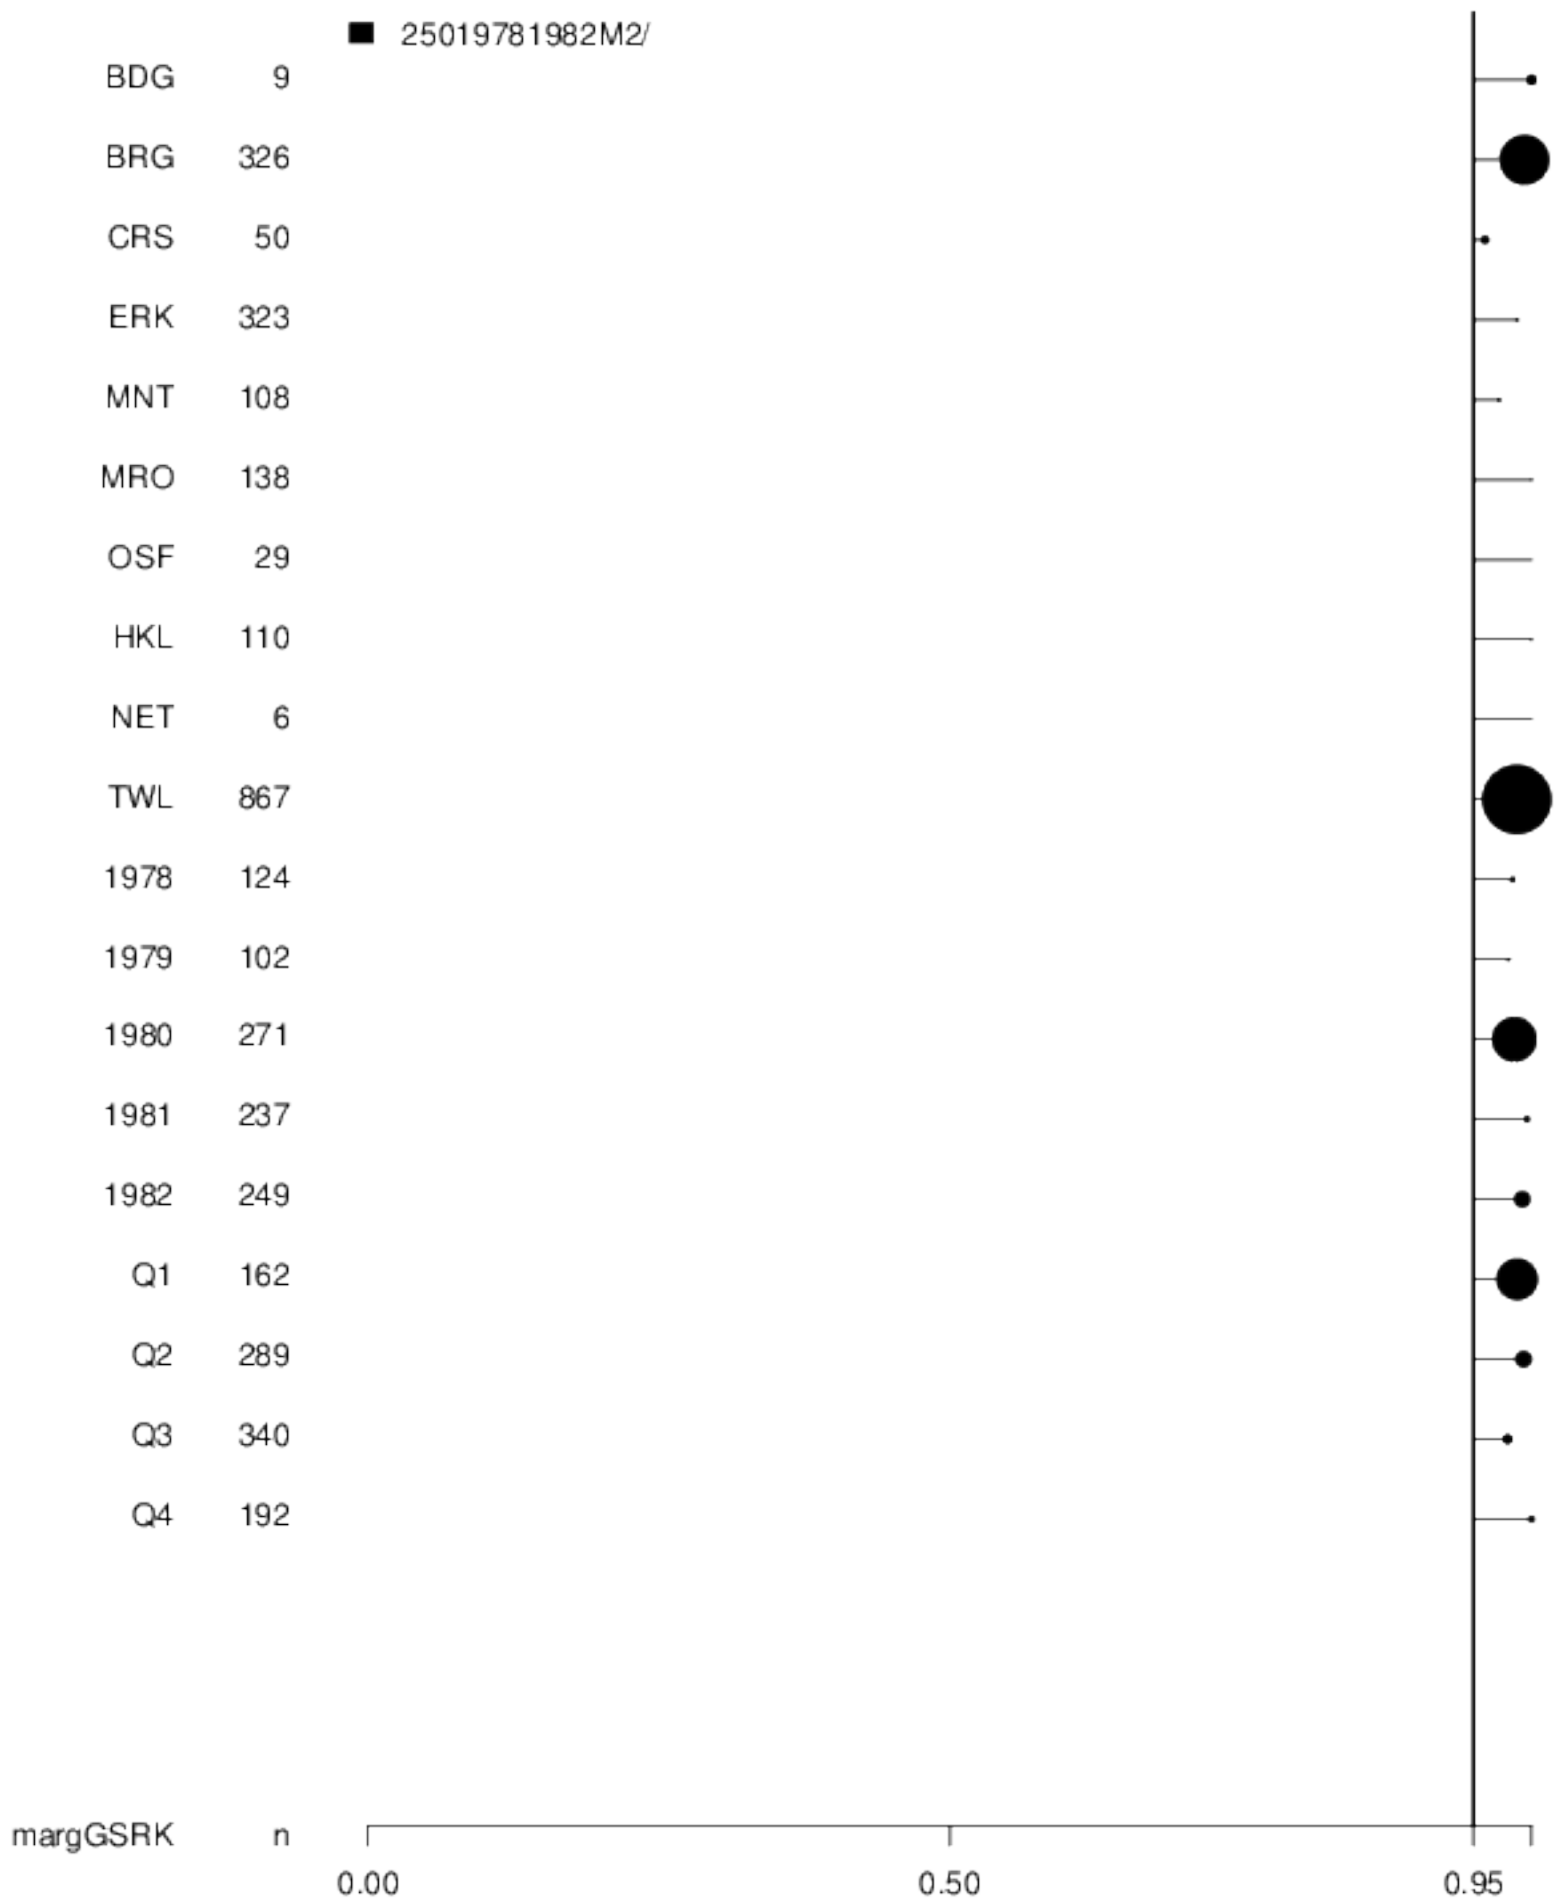 25019781982M2/
BDG 9
BRG 326
CRS 50
ERK 323
MNT 108
MRO 138
OSF 29
HKL 110
NET 6
TWL 867
1978 124
1979 102
1980 271
1981 237
1982 249
Q1 162
Q2 289
Q3 340
Q4 192
margGSRK n
0.00 0.50 0.95